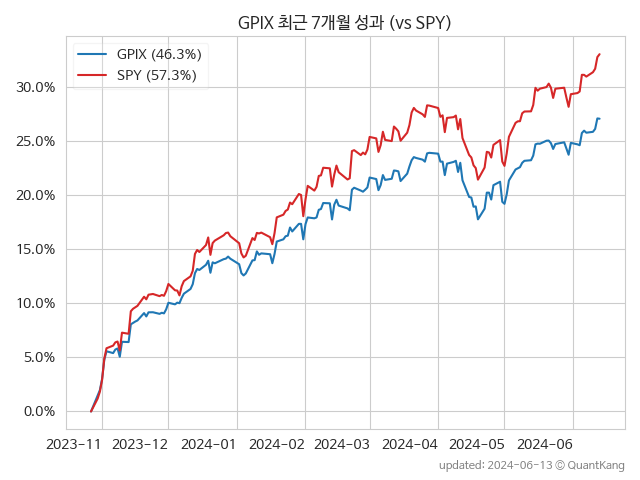 GPIX 최근 7개월 성과 (vs SPY)
GPIX (46.3%)
SPY (57.3%)
30.0%
25.0%
20.0%
15.0%
10.0%
5.0%
0.0%
2023-11 2023-12 2024-01 2024-02 2024-03 2024-04 2024-05 2024-06
updated: 2024-06-13 © QuantKang